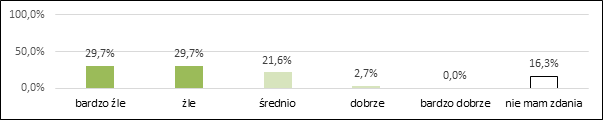 100,0%
50,0%
0,0%
29,7% 29,7% 21,6% 2,7% 0,0% 16,3%
bardzo źle źle średnio dobrze bardzo dobrze nie mam zdania